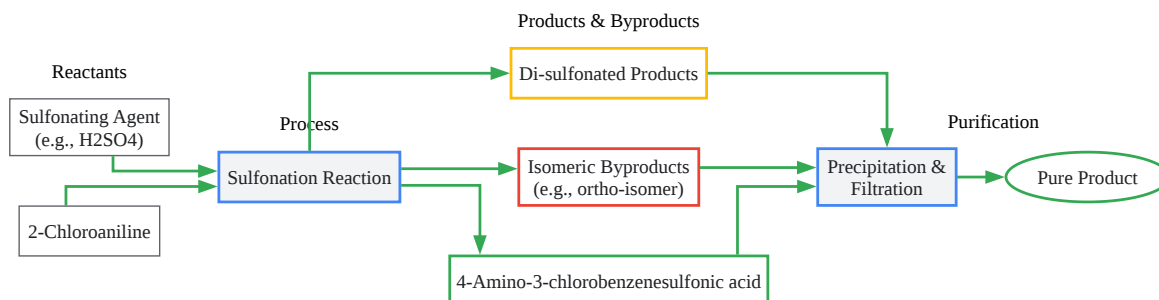 Products & Byproducts
Reactants
Di-sulfonated Products
Sulfonating Agent
(e.g., H2SO4)
Process
Purification
Sulfonation Reaction
Isomeric Byproducts
(e.g., ortho-isomer)
Precipitation &
Filtration
Pure Product
2-Chloroaniline
4-Amino-3-chlorobenzenesulfonic acid